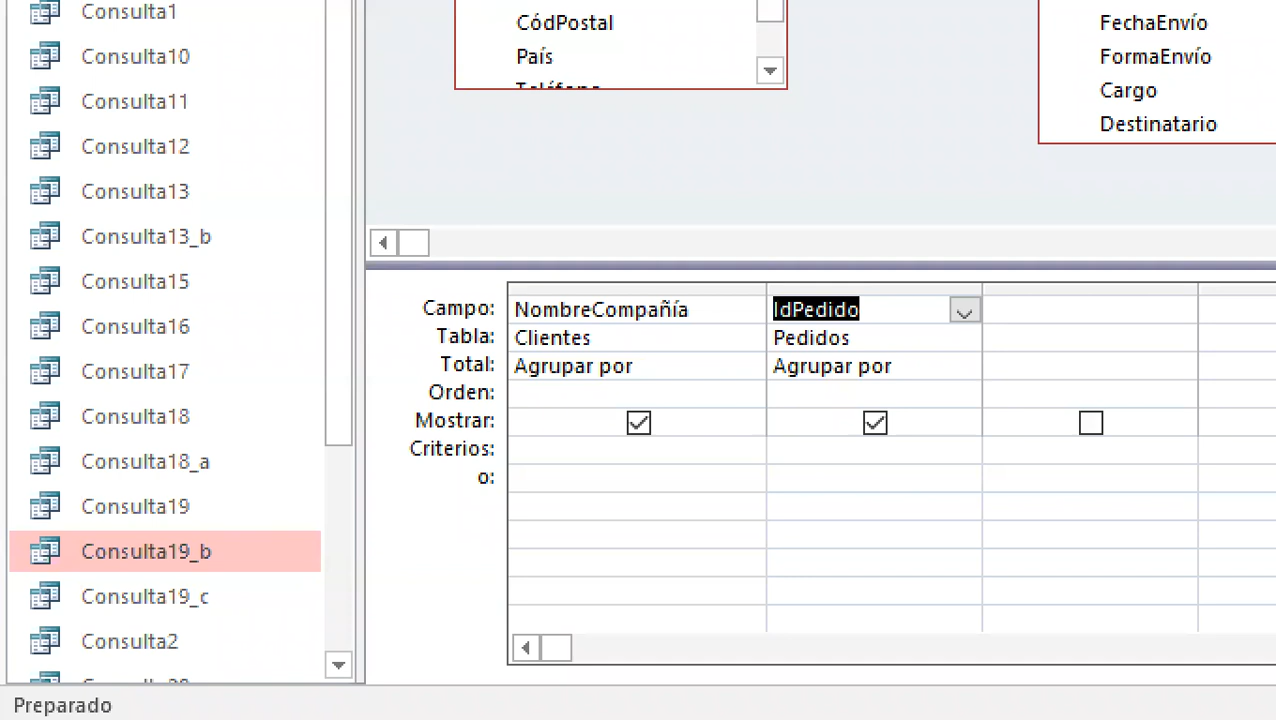 Consulta1
Consulta10
Consulta11
Consulta12
Consulta13
Consulta13_b
Consulta15
Consulta16
Consulta17
Consulta18
Consulta18_a
Consulta19
Consulta19_b
Consulta19_c
Consulta2
CódPostal
País
Teléfono
FechaEnvío
FormaEnvío
Cargo
Destinatario
Campo: NombreCompañía IdPedido
Tabla: Clientes Pedidos
Total: Agrupar por Agrupar por
Orden:
Mostrar:
Criterios:
o:
Preparado